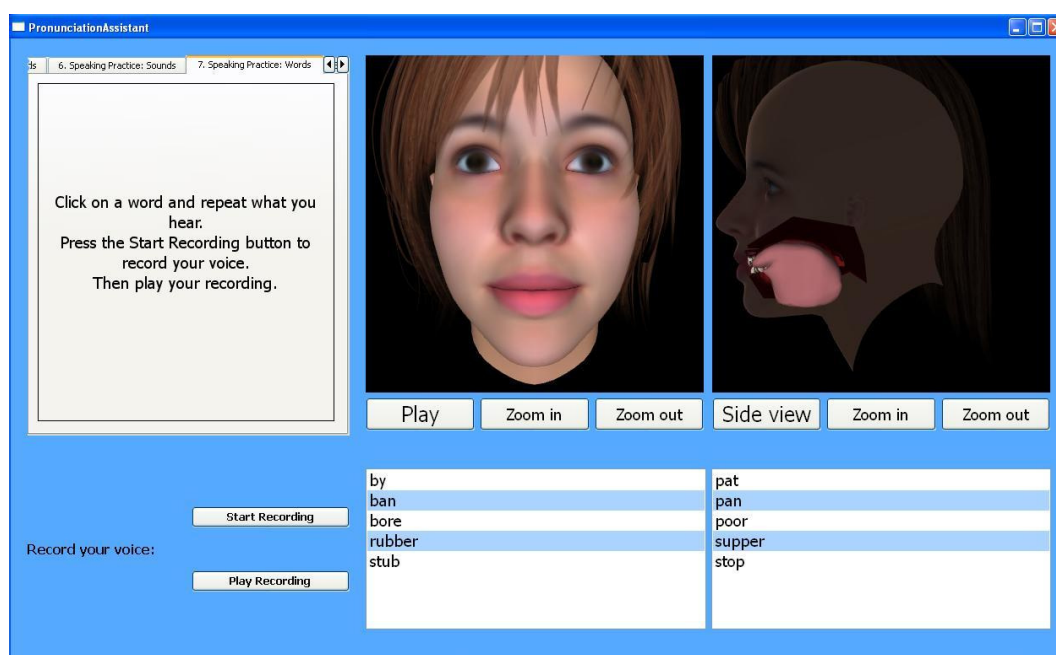 PronunciationAssistant
ds 6. Speaking Practice: Sounds 7. Speaking Practice: Words
Click on a word and repeat what you
hear.
Press the Start Recording button to
record your voice.
Then play your recording.
Play Zoom in Zoom out Side view Zoom in Zoom out
Start Recording
Record your voice:
Play Recording
by
ban
bore
rubber
stub
pat
pan
poor
supper
stop